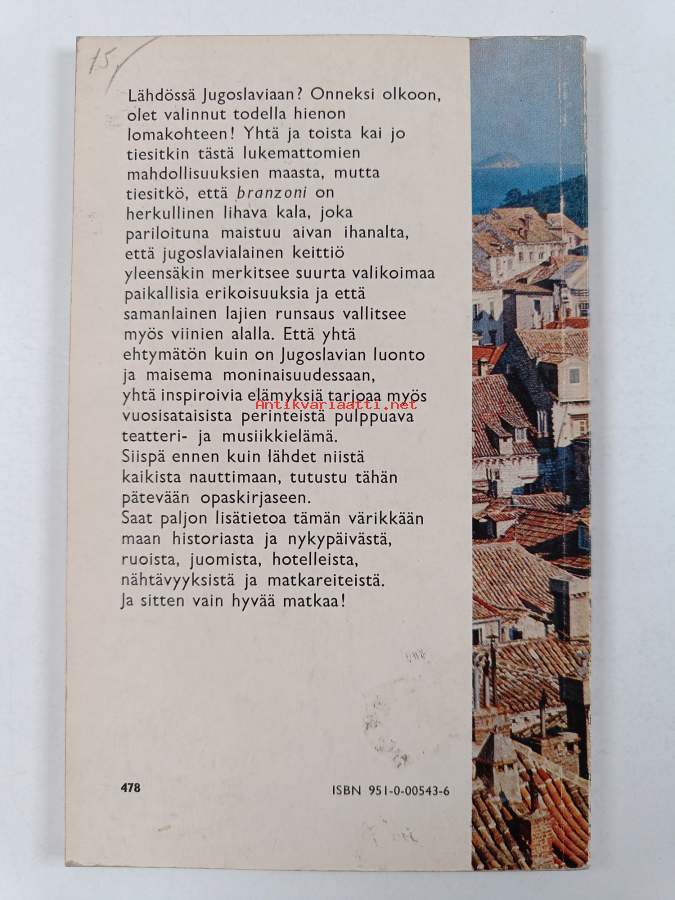 15,
Lähdössä Jugoslaviaan? Onneksi olkoon,
olet valinnut todella hienon
lomakohteen! Yhtä ja toista kai jo
tiesitkin tästä lukemattomien
mahdollisuuksien maasta, mutta
tiesitkö, että branzoni on
herkullinen lihava kala, joka
pariloituna maistuu aivan ihanalta,
että jugoslavialainen keittiö
yleensäkin merkitsee suurta valikoimaa
paikallisia erikoisuuksia ja että
samanlainen lajien runsaus vallitsee
myös viinien alalla. Että yhtä
ehtymätön kuin on Jugoslavian luonto
ja maisema moninaisuudessaan,
yhtä inspiroivia elämyksiä tarjoaa myös
Antikvariaatti.net
vuosisataisista perinteistä pulppuava
teatteri- ja musiikkielämä.
Siispä ennen kuin lähdet niistä
kaikista nauttimaan, tutustu tähän
pätevään opaskirjaseen.
Saat paljon lisätietoa tämän värikkään
maan historiasta ja nykypäivästä,
ruoista, juomista, hotelleista,
nähtävyyksistä ja matkareiteistä.
Ja sitten vain hyvää matkaa!
478
ISBN 951-0-00543-6